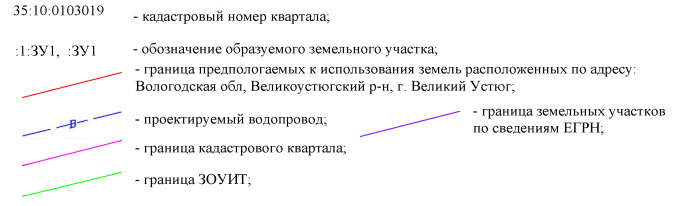 35:10:0103019 - кадастровый номер квартала;
:1:ЗУ1, :ЗУ1 - обозначение образуемого земельного участка;
- граница предпологаемых к использования земель расположенных по адресу:
Вологодская обл, Великоустюгский р-н, г. Великий Устюг;
В - проектируемый водопровод;
- граница кадастрового квартала;
- граница ЗОУИТ;
- граница земельных участков
по сведениям ЕГРН;